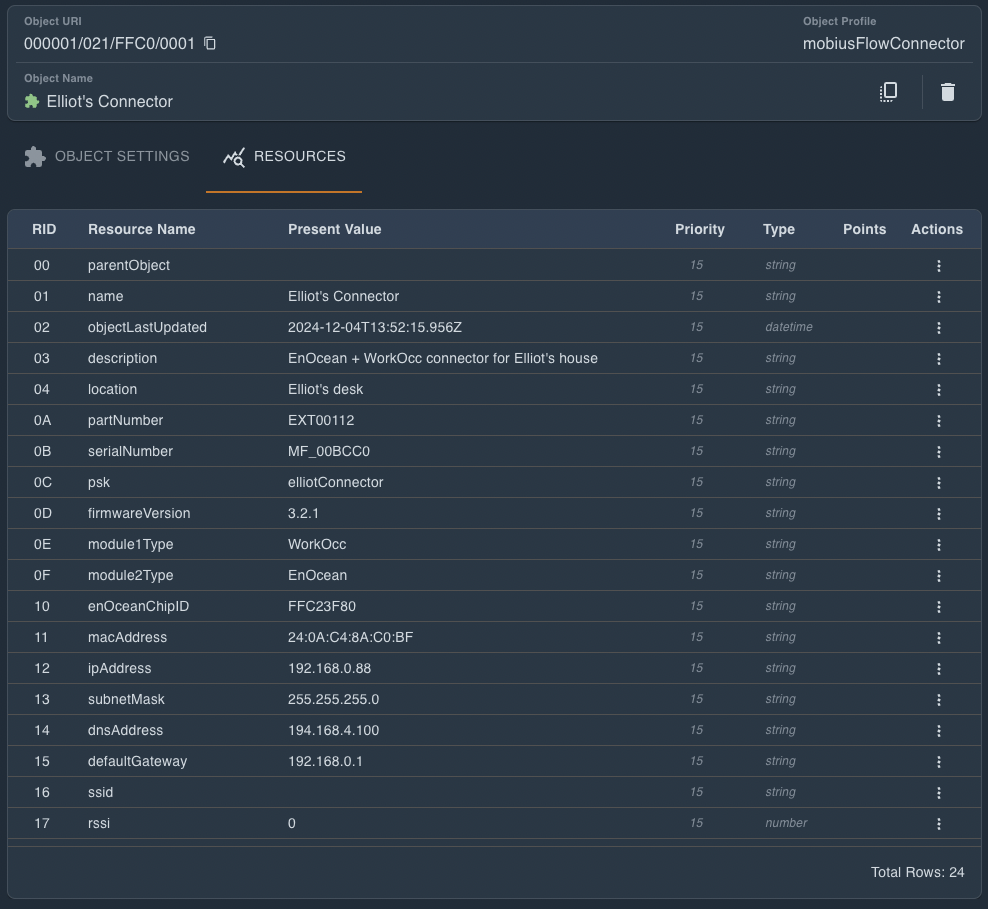 Object URI Object Profile
000001/021/FFC0/0001 mobiusFlowConnector
Object Name
Elliot's Connector
OBJECT SETTINGS RESOURCES
RID Resource Name Present Value Priority Type Points Actions
00 parentObject 15 string
01 name Elliot's Connector 15 string
02 objectLastUpdated 2024-12-04T13:52:15.956Z 15 datetime
03 description EnOcean + WorkOcc connector for Elliot's house 15 string
04 location Elliot's desk 15 string
0A partNumber EXT00112 15 string
0B serialNumber MF_00BCC0 15 string
0C psk elliotConnector 15 string
0D firmwareVersion 3.2.1 15 string
0E module1Type WorkOcc 15 string
0F module2Type EnOcean 15 string
10 enOceanChipID FFC23F80 15 string
11 macAddress 24:0A:C4:8A:C0:BF 15 string
12 ipAddress 192.168.0.88 15 string
13 subnetMask 255.255.255.0 15 string
14 dnsAddress 194.168.4.100 15 string
15 defaultGateway 192.168.0.1 15 string
16 ssid 15 string
17 rssi 0 15 number
Total Rows: 24